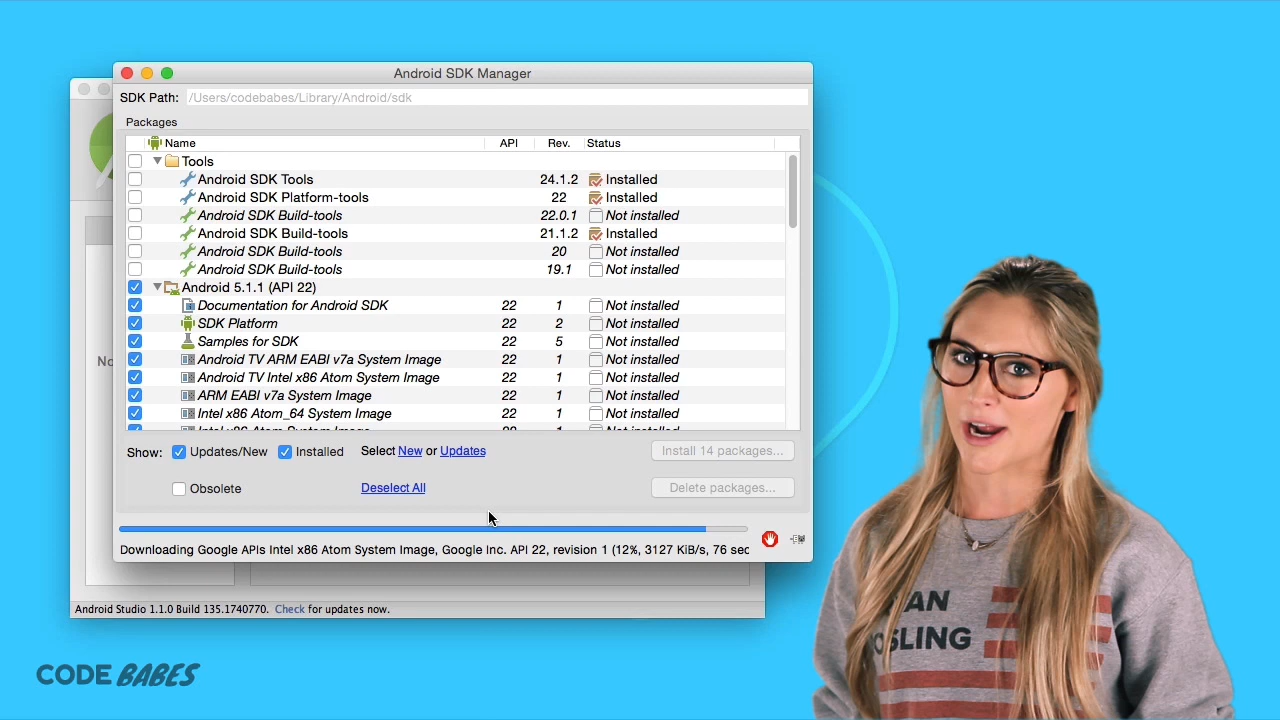 Android SDK Manager
SDK Path: /Users/codebabes/Library/Android/sdk
Packages
Name API Rev. Status
Tools
Android SDK Tools 24.1.2 Installed
Android SDK Platform-tools 22 Installed
Android SDK Build-tools 22.0.1 Not installed
Android SDK Build-tools 21.1.2 Installed
Android SDK Build-tools 20 Not installed
Android SDK Build-tools 19.1 Not installed
Android 5.1.1 (API 22)
Documentation for Android SDK 22 1 Not installed
SDK Platform 22 2 Not installed
Samples for SDK 22 5 Not installed
Android TV ARM EABI v7a System Image 22 1 Not installed
Android TV Intel x86 Atom System Image 22 1 Not installed
ARM EABI v7a System Image 22 1 Not installed
Intel x86 Atom_64 System Image 22 1 Not installed
Show: Updates/New Installed Select New or Updates Install 14 packages...
Obsolete Deselect All Delete packages...
Downloading Google APIs Intel x86 Atom System Image, Google Inc. API 22, revision 1 (12%, 3127 KiB/s, 76 sec
No
Android Studio 1.1.0 Build 135.1740770. Check for updates now.
CODE BABES
AN
OSLING